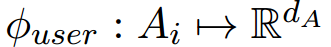 ϕ_{user} : A_i ↦ ℝ^{d_A}